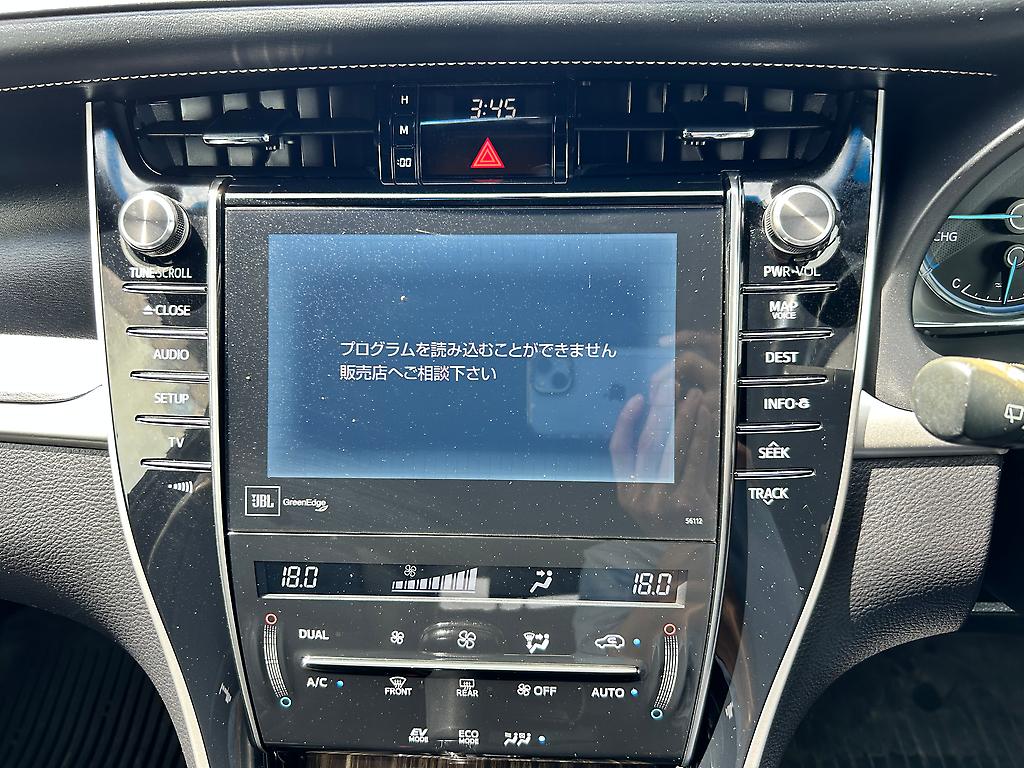 H
3:45
M
:00
TUNE·SCROLL
PWR·VOL
CHG
CLOSE
MAP
VOICE
AUDIO
DEST
SETUP
INFO
TV
SEEK
TRACK
プログラムを読み込むことができません
販売店へご相談下さい
JBL GreenEdge
56112
18.0
18.0
DUAL
A/C
FRONT
REAR
OFF
AUTO
EV
MODE
ECO
MODE
C